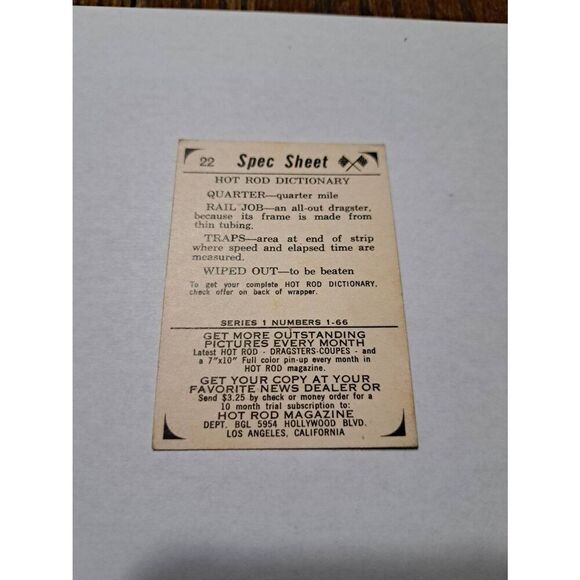 22 Spec Sheet
HOT ROD DICTIONARY
QUARTER—quarter mile
RAIL JOB—an all-out dragster,
because its frame is made from
thin tubing.
TRAPS—area at end of strip
where speed and elapsed time are
measured.
WIPED OUT—to be beaten
To get your complete HOT ROD DICTIONARY,
check offer on back of wrapper.
SERIES 1 NUMBERS 1-66
GET MORE OUTSTANDING
PICTURES EVERY MONTH
Latest HOT ROD - DRAGSTERS-COUPES - and
a 7"x10" Full color pin-up every month in
HOT ROD magazine.
GET YOUR COPY AT YOUR
FAVORITE NEWS DEALER OR
Send $3.25 by check or money order for a
10 month trial subscription to:
HOT ROD MAGAZINE
DEPT. BGL 5954 HOLLYWOOD BLVD.
LOS ANGELES, CALIFORNIA